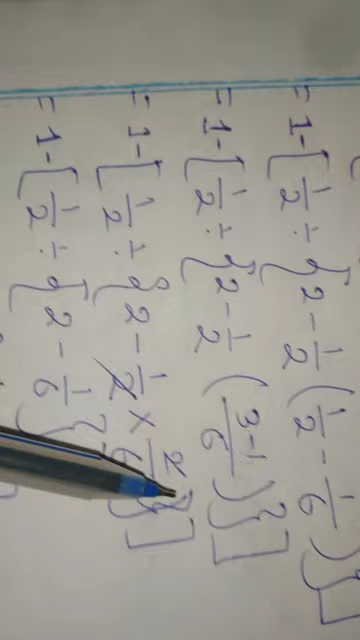 = 1 - [ 1/2 ÷ { 2 - 1/2 ( 1/2 - 1/6 ) } ]
= 1 - [ 1/2 ÷ { 2 - 1/2 ( 3-1/6 ) } ]
= 1 - [ 1/2 ÷ { 2 - 1/2 × 2/6 } ]
= 1 - [ 1/2 ÷ { 2 - 1/6 }